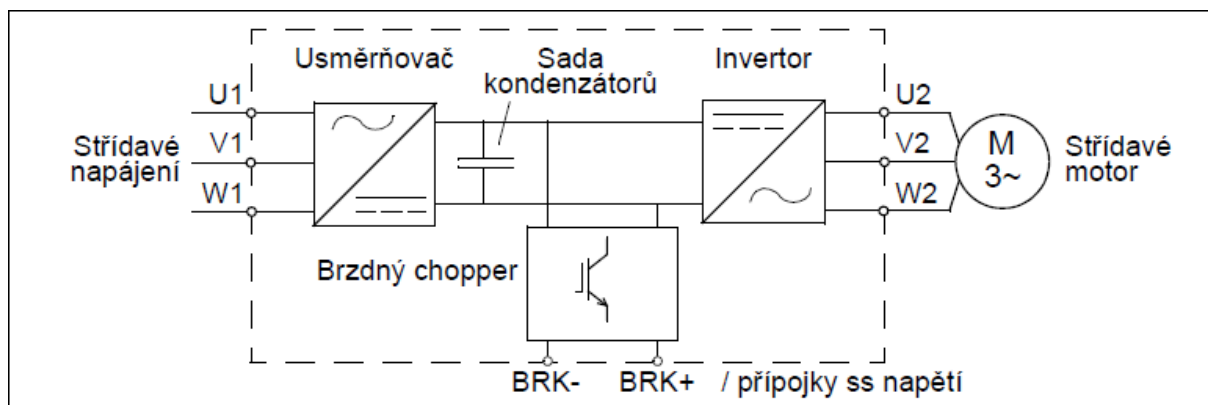 Usměrňovač
Sada
kondenzátorů
Invertor
U1
V1
W1
Střídavé
napájení
U2
V2
W2
M
3~
Střídavé
motor
Brzdný chopper
BRK-
BRK+
/ přípojky ss napětí